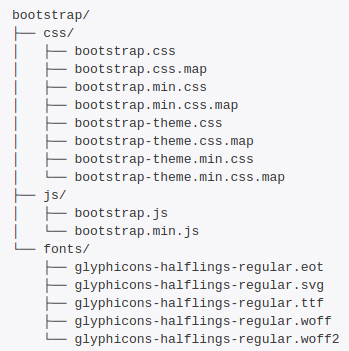 bootstrap/
├── css/
│   ├── bootstrap.css
│   ├── bootstrap.css.map
│   ├── bootstrap.min.css
│   ├── bootstrap.min.css.map
│   ├── bootstrap-theme.css
│   ├── bootstrap-theme.css.map
│   ├── bootstrap-theme.min.css
│   └── bootstrap-theme.min.css.map
├── js/
│   ├── bootstrap.js
│   └── bootstrap.min.js
└── fonts/
    ├── glyphicons-halflings-regular.eot
    ├── glyphicons-halflings-regular.svg
    ├── glyphicons-halflings-regular.ttf
    ├── glyphicons-halflings-regular.woff
    └── glyphicons-halflings-regular.woff2